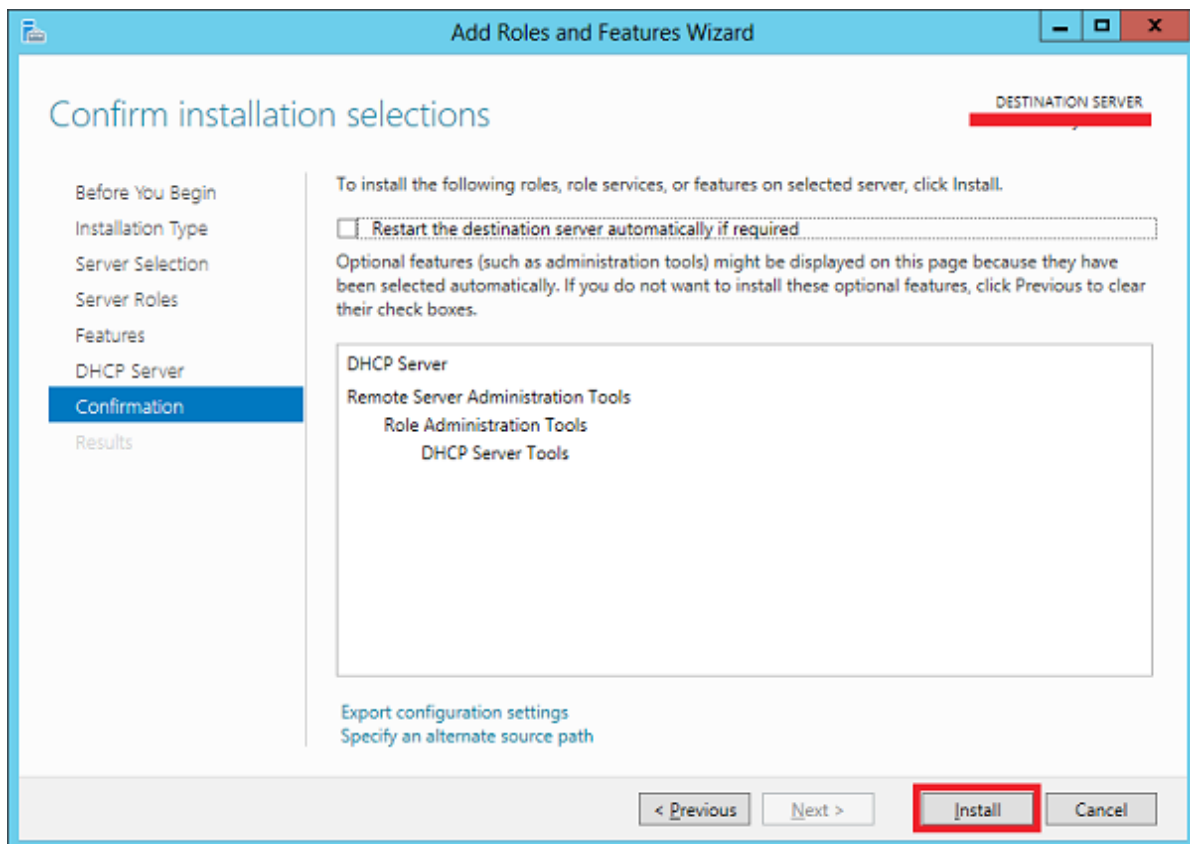 Add Roles and Features Wizard
Confirm installation selections
DESTINATION SERVER
Before You Begin
Installation Type
Server Selection
Server Roles
Features
DHCP Server
Confirmation
Results
To install the following roles, role services, or features on selected server, click Install.
Restart the destination server automatically if required
Optional features (such as administration tools) might be displayed on this page because they have
been selected automatically. If you do not want to install these optional features, click Previous to clear
their check boxes.
DHCP Server
Remote Server Administration Tools
Role Administration Tools
DHCP Server Tools
Export configuration settings
Specify an alternate source path
< Previous
Next >
Install
Cancel